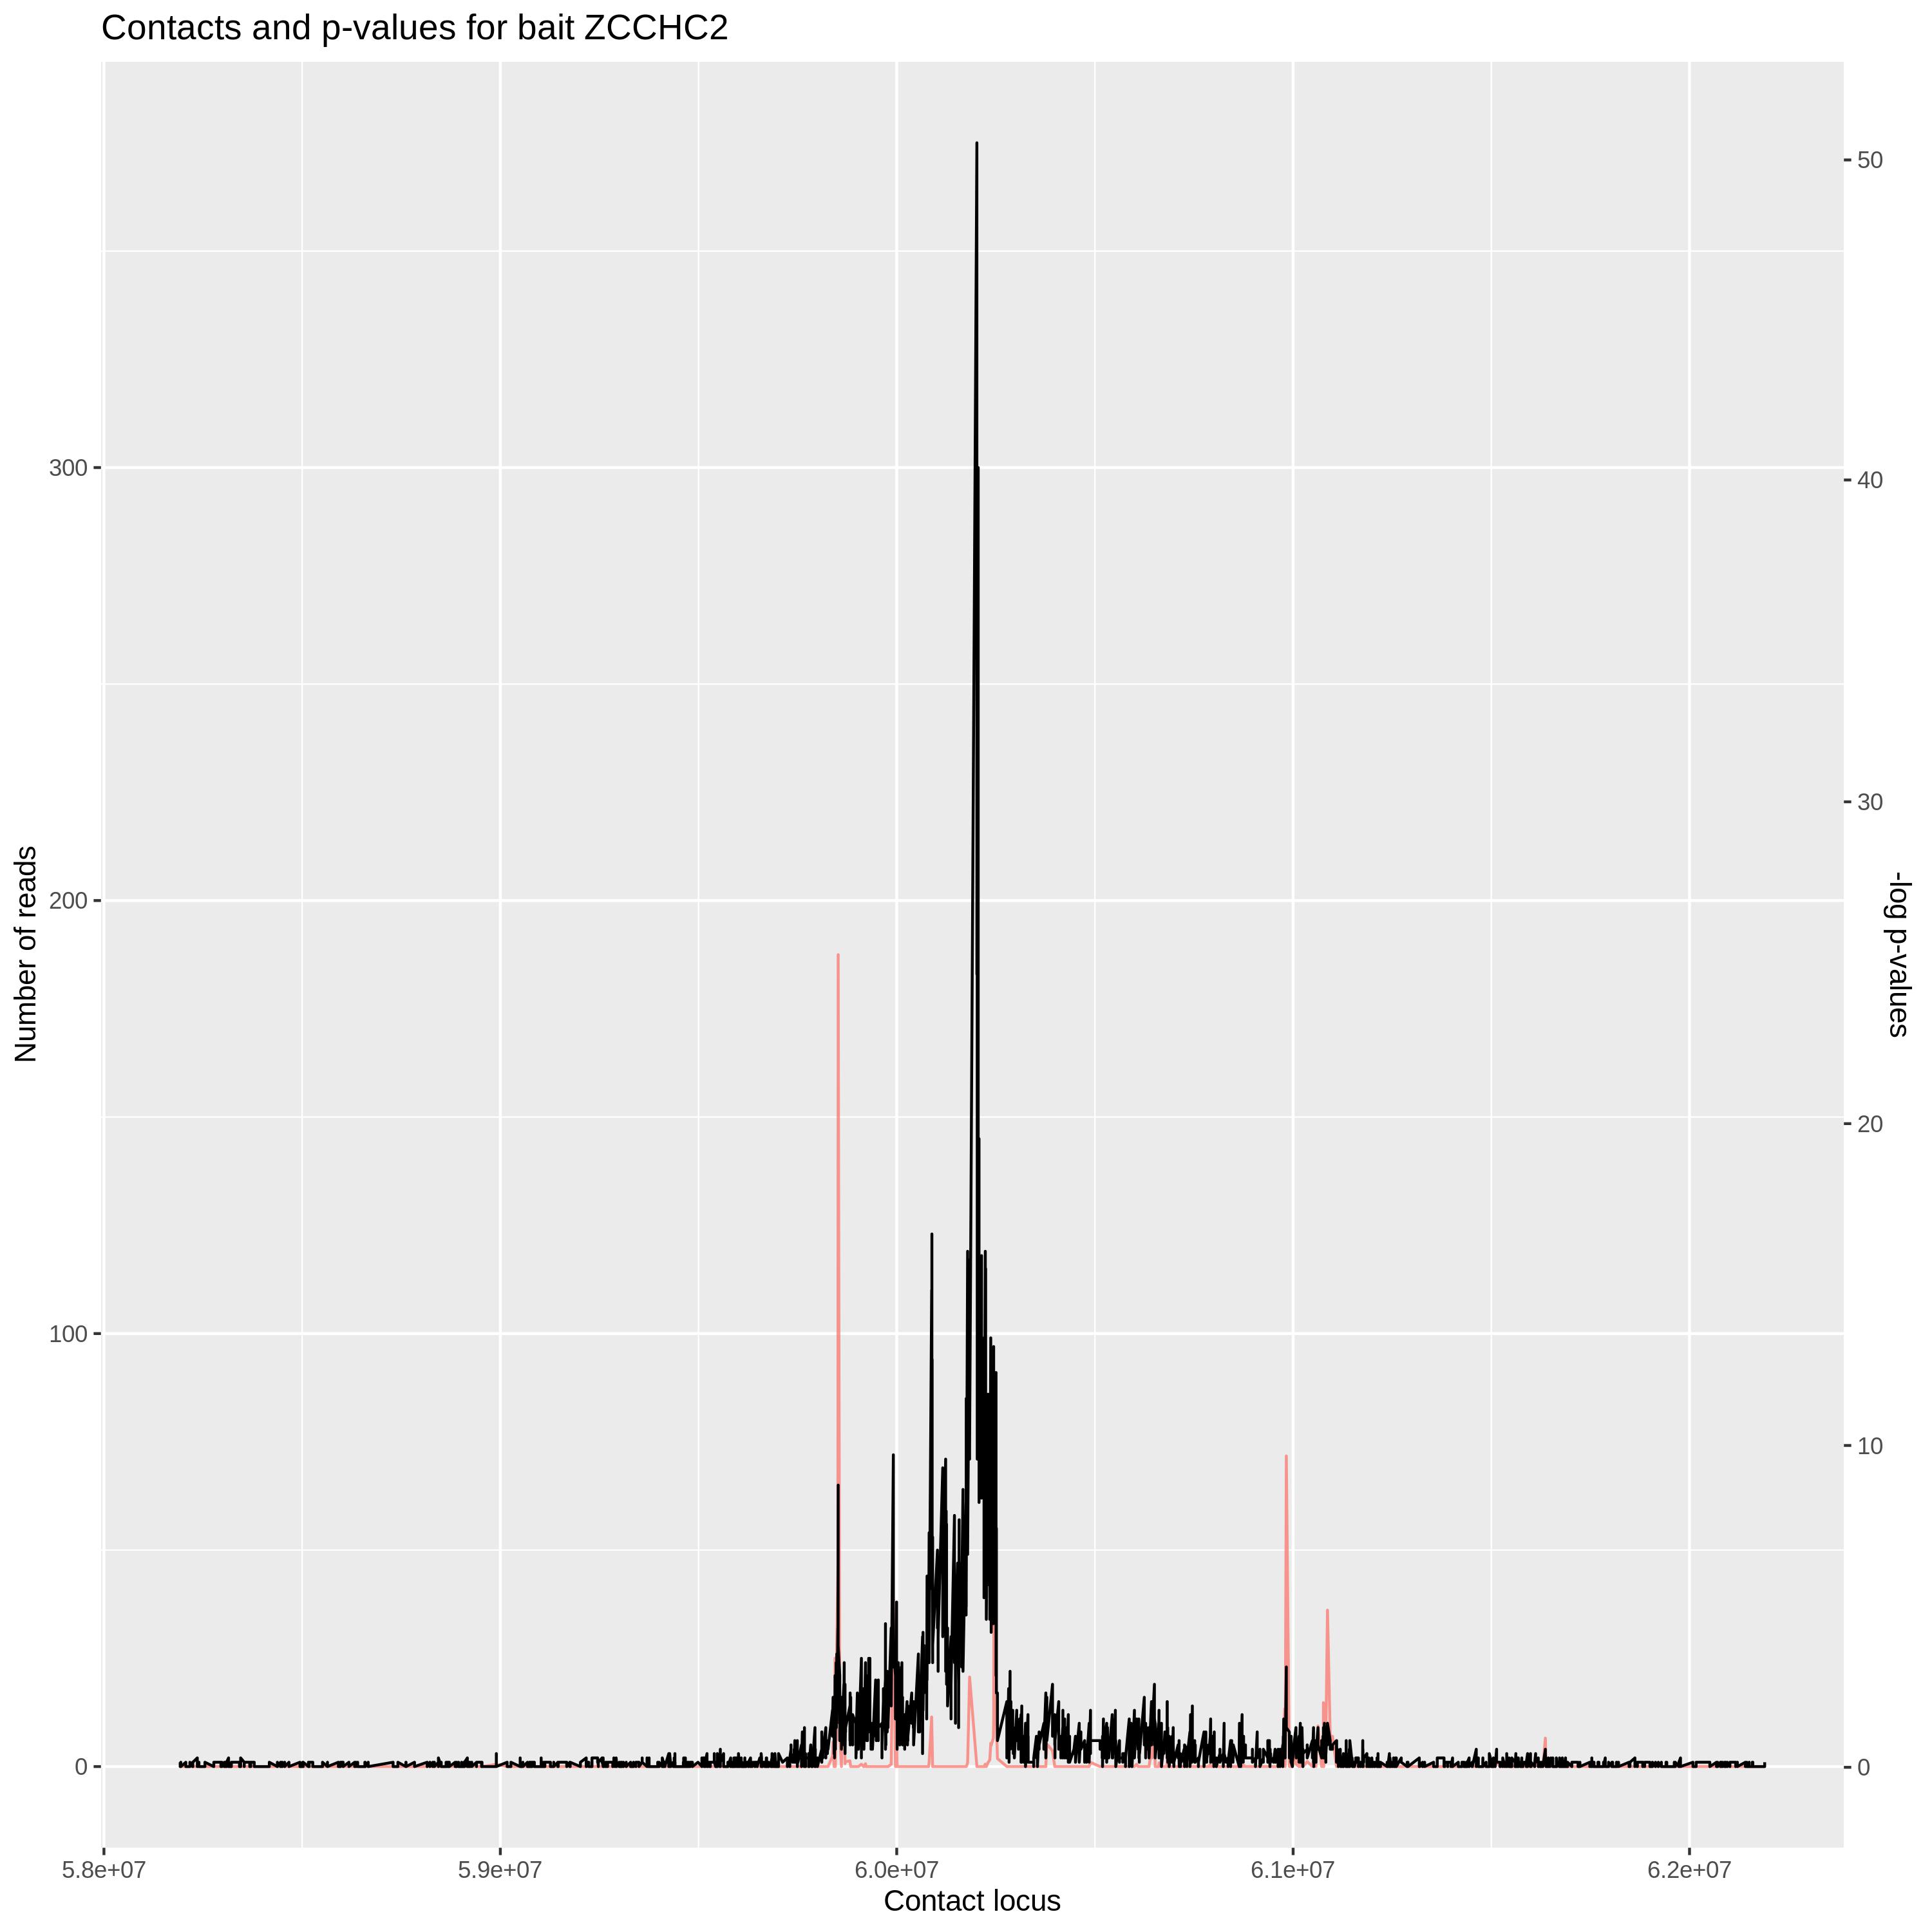 Contacts and p-values for bait ZCCHC2
Number of reads
300
200
100
0
50
40
30
20
10
0
-log p-values
5.8e+07
5.9e+07
6.0e+07
6.1e+07
6.2e+07
Contact locus